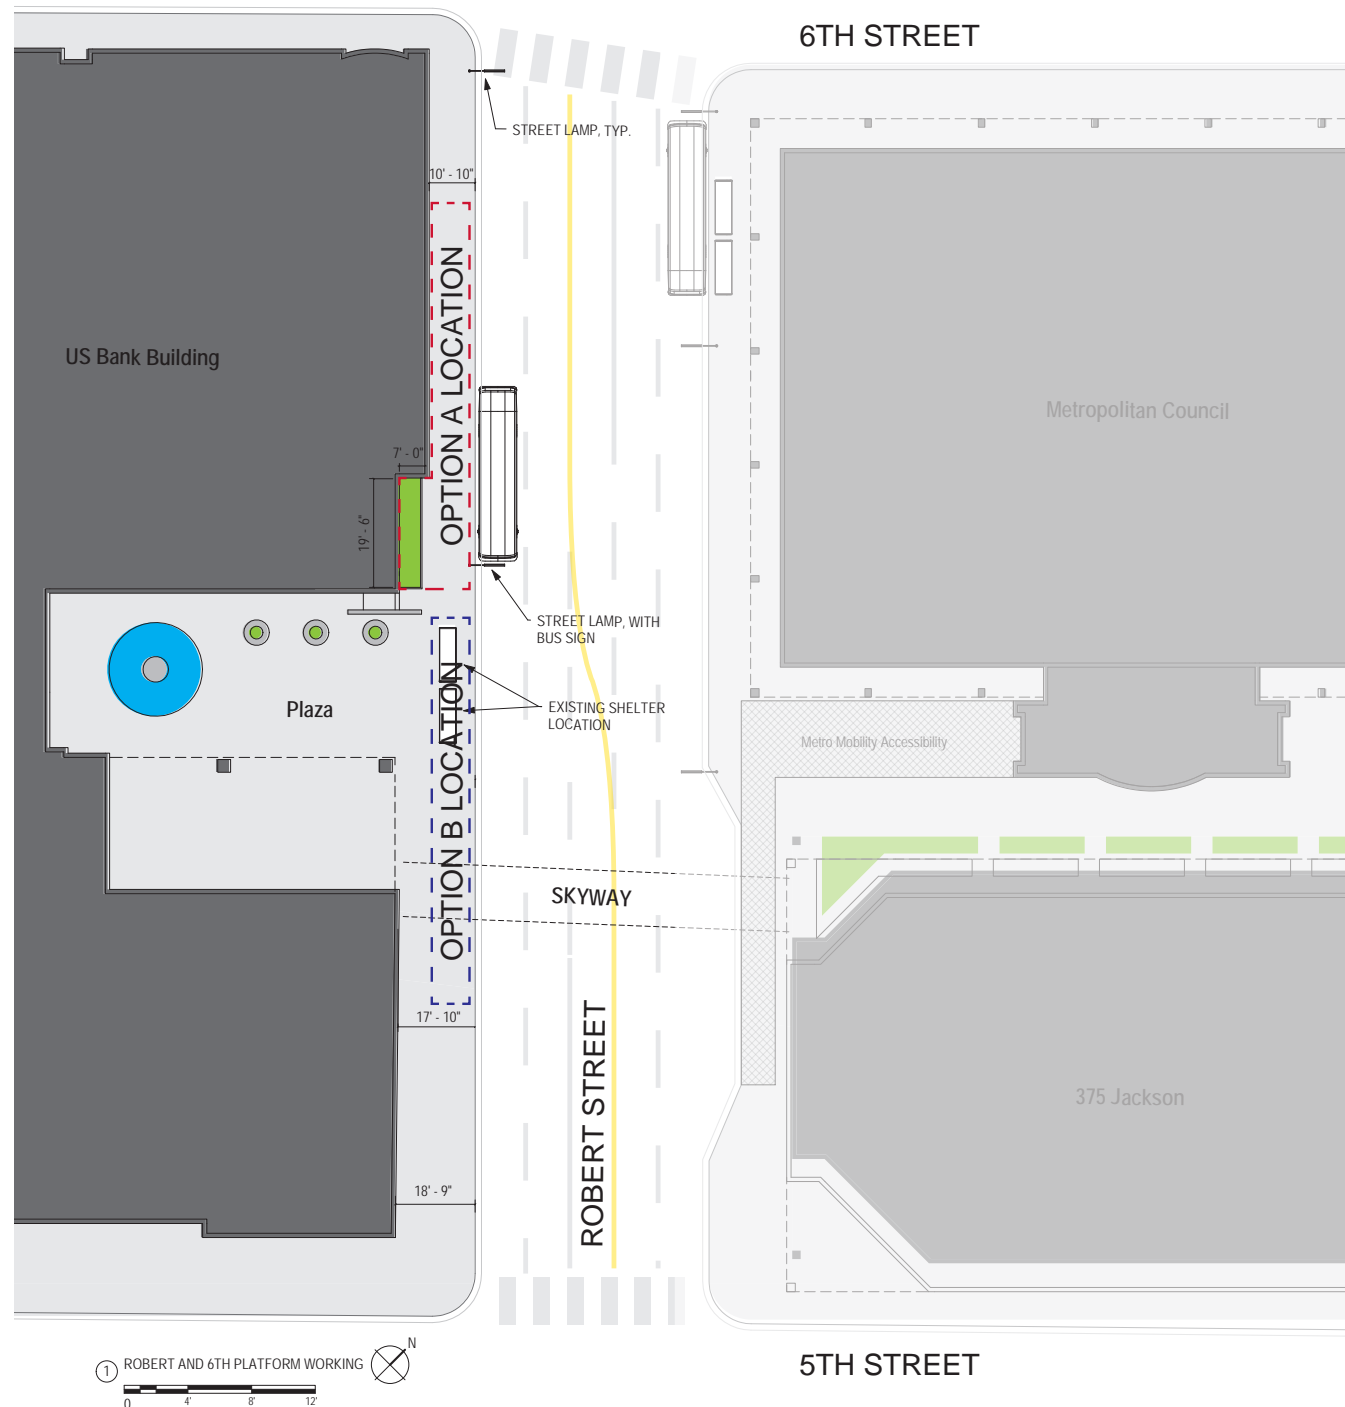 6TH STREET
STREET LAMP, TYP.
10' - 10"
OPTION A LOCATION
US Bank Building
Metropolitan Council
7' - 0"
19' - 6"
STREET LAMP, WITH
BUS SIGN
Plaza
EXISTING SHELTER
LOCATION
OPTION B LOCATION
Metro Mobility Accessibility
SKYWAY
17' - 10"
ROBERT STREET
375 Jackson
18' - 9"
N
1
ROBERT AND 6TH PLATFORM WORKING
0 4' 8' 12'
5TH STREET